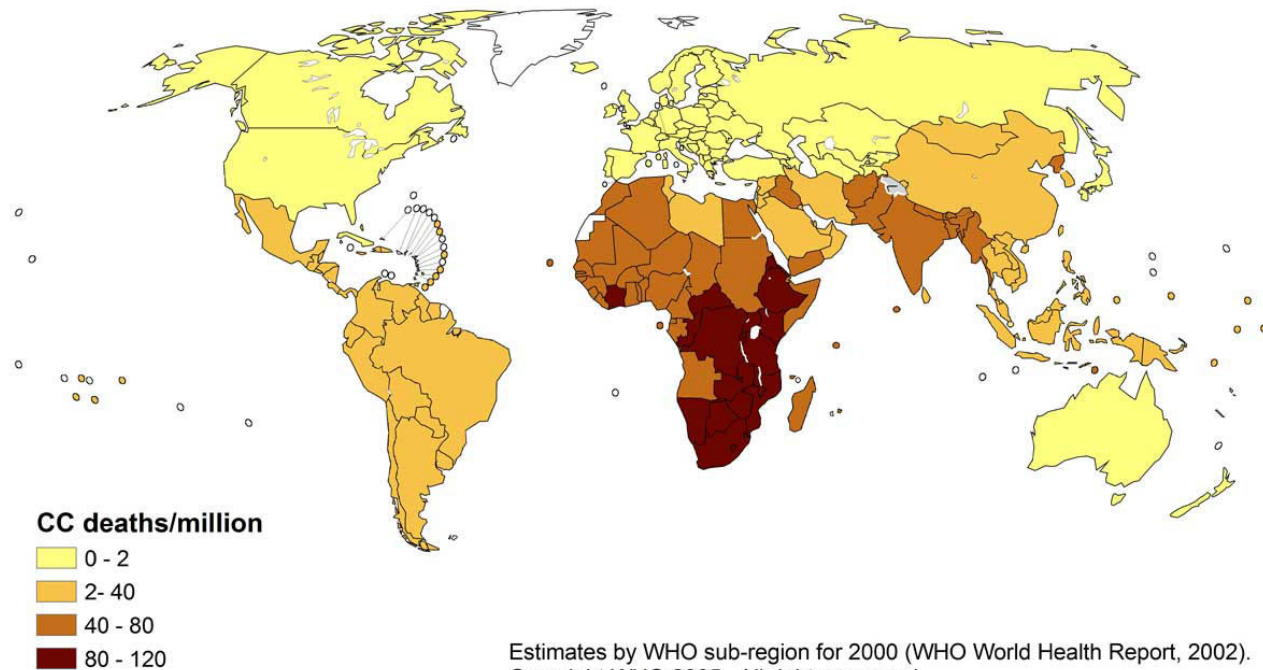 CC deaths/million
0 - 2
2- 40
40 - 80
80 - 120
Estimates by WHO sub-region for 2000 (WHO World Health Report, 2002).